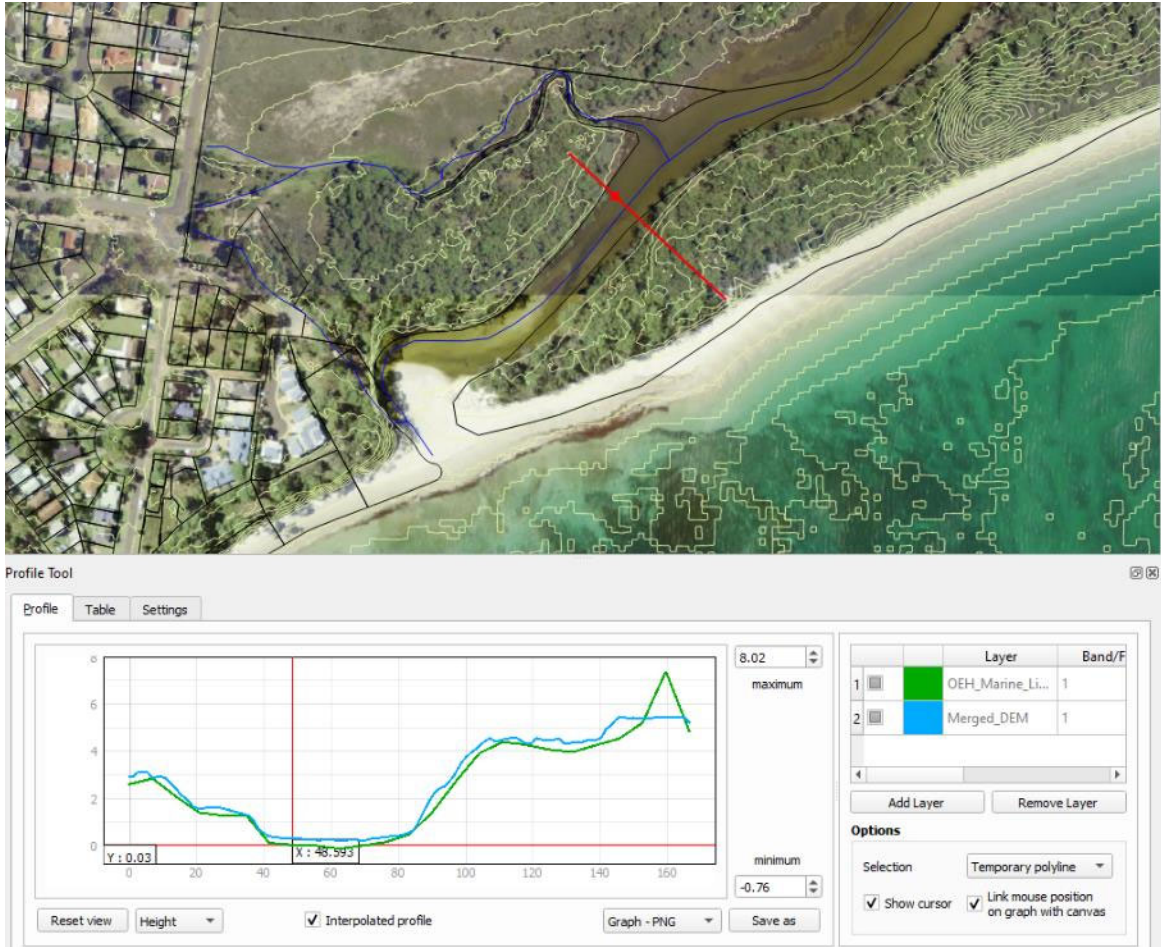 Profile Tool
Profile Table Settings
8
6
4
2
0
Y : 0.03
X : 48.593
0 20 40 60 80 100 120 140 160
8.02
maximum
minimum
-0.76
Reset view Height Interpolated profile Graph - PNG Save as
Layer Band/F
1 OEH_Marine_Li... 1
2 Merged_DEM 1
Add Layer Remove Layer
Options
Selection Temporary polyline
Show cursor Link mouse position
on graph with canvas